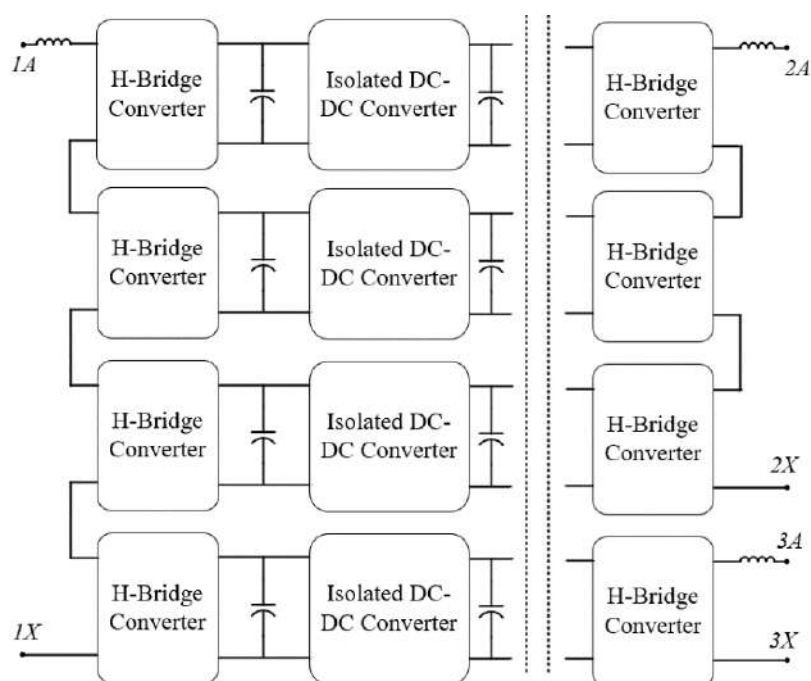 1A
H-Bridge
Converter
Isolated DC-
DC Converter
H-Bridge
Converter
2A
H-Bridge
Converter
Isolated DC-
DC Converter
H-Bridge
Converter
H-Bridge
Converter
Isolated DC-
DC Converter
H-Bridge
Converter
2X
3A
H-Bridge
Converter
Isolated DC-
DC Converter
H-Bridge
Converter
1X
3X